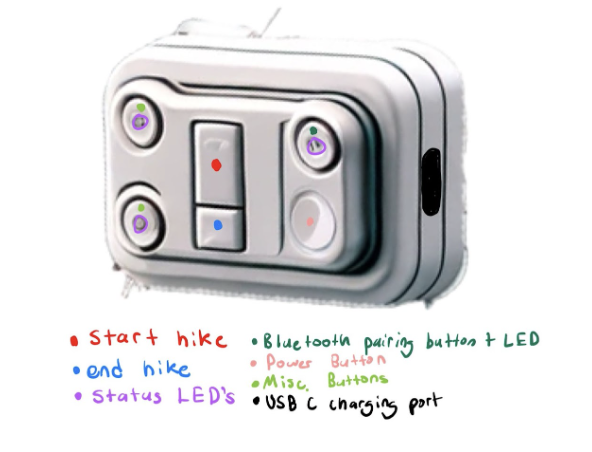 Start hike
end hike
Status LED's
Bluetooth pairing button + LED
Power Button
Misc. Buttons
USB C charging port